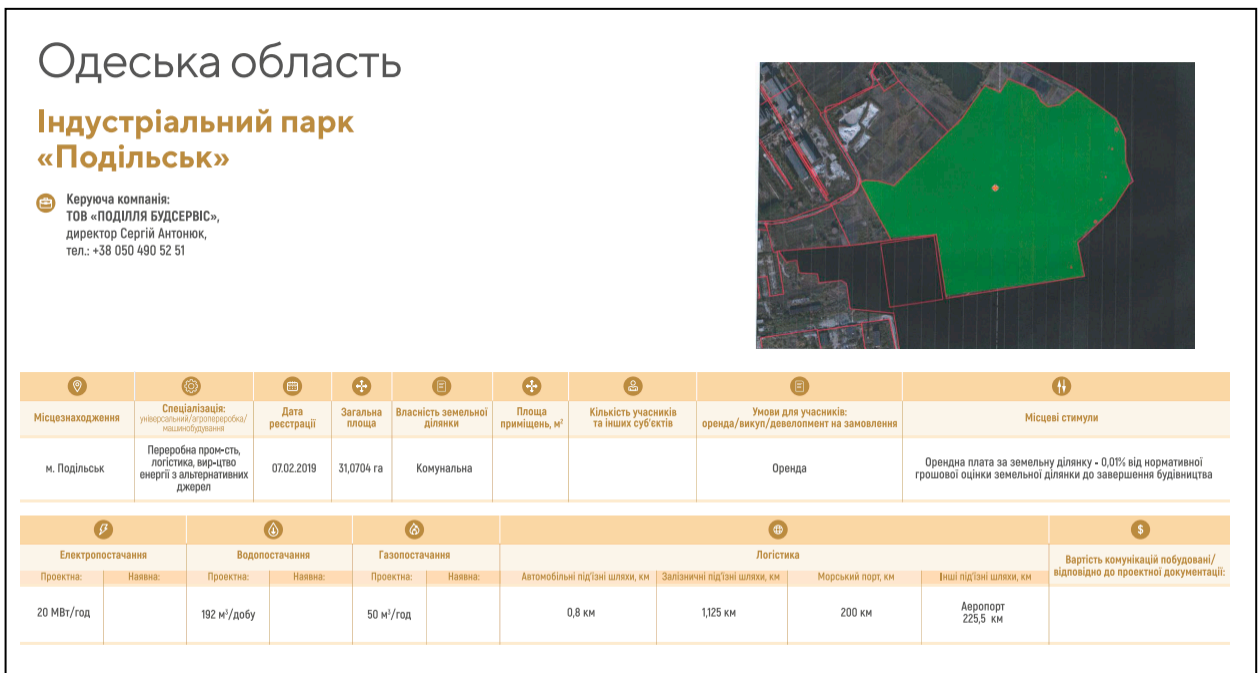 Одеська область
Індустріальний парк
«Подільськ»
Керуюча компанія:
ТОВ «ПОДІЛЛЯ БУДСЕРВІС»,
директор Сергій Антонюк,
тел.: +38 050 490 52 51
Місцезнаходження
Спеціалізація:
універсальний/агропереробка/
машинобудування
Дата
реєстрації
Загальна
площа
Власність земельної
ділянки
Площа
приміщень, м²
Кількість учасників
та інших суб'єктів
Умови для учасників:
оренда/викуп/девелопмент на замовлення
Місцеві стимули
м. Подільськ
Переробна пром-сть,
логістика, вир-цтво
енергії з альтернативних
джерел
07.02.2019
31,0704 га
Комунальна
Оренда
Орендна плата за земельну ділянку - 0,01% від нормативної
грошової оцінки земельної ділянки до завершення будівництва
Електропостачання
Водопостачання
Газопостачання
Логістика
Вартість комунікацій побудовані/
відповідно до проектної документації:
Проектна:
Наявна:
Проектна:
Наявна:
Проектна:
Наявна:
Автомобільні під'їзні шляхи, км
Залізничні під'їзні шляхи, км
Морський порт, км
Інші під'їзні шляхи, км
20 МВт/год
192 м³/добу
50 м³/год
0,8 км
1,125 км
200 км
Аеропорт
225,5 км